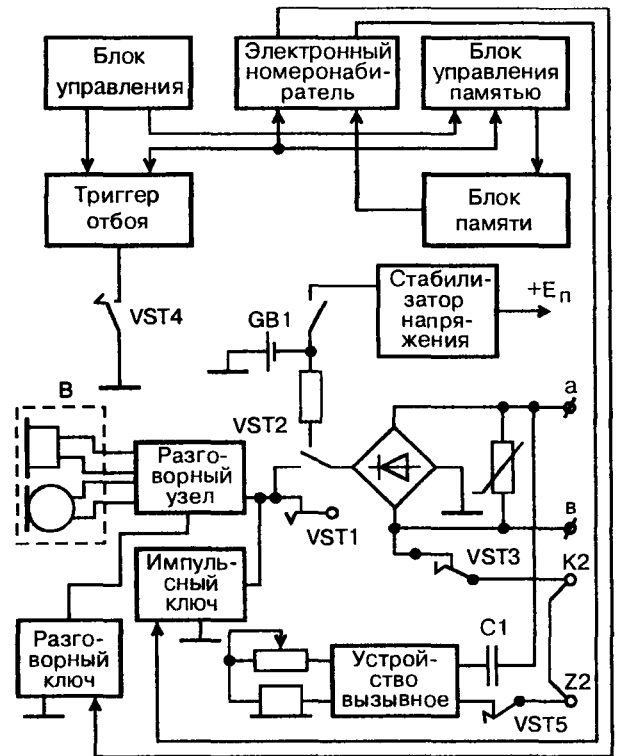 Блок
управления
Электронный
номеронаби-
ратель
Блок
управления
памятью
Триггер
отбоя
Блок
памяти
Стабили-
затор
напря-
жения
+Eп
GB1
VST4
B
VST2
a
Разго-
ворный
узел
VST1
в
VST3
K2
Импуль-
сный
ключ
C1
Разго-
ворный
ключ
Устрой-
ство
вызывное
Z2
VST5